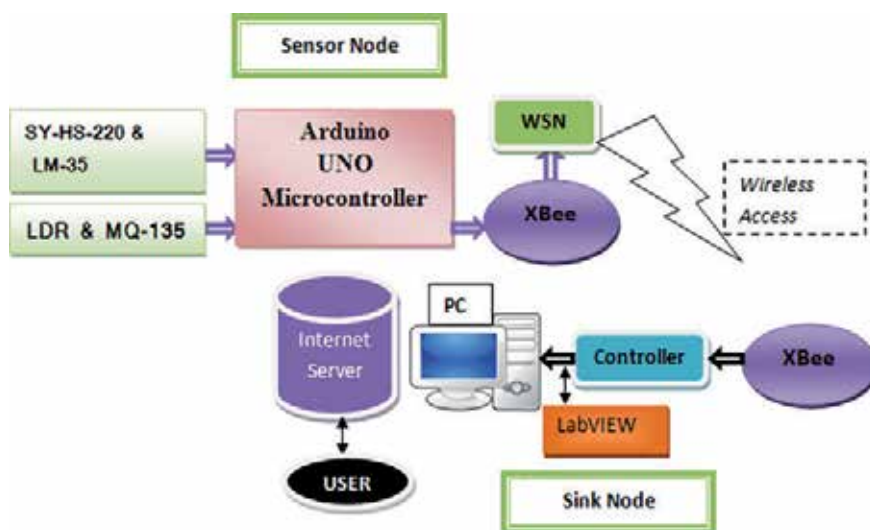 Sensor Node
SY-HS-220 &
LM-35
LDR & MQ-135
Arduino
UNO
Microcontroller
WSN
XBee
Wireless
Access
Internet
Server
USER
PC
Controller
XBee
LabVIEW
Sink Node